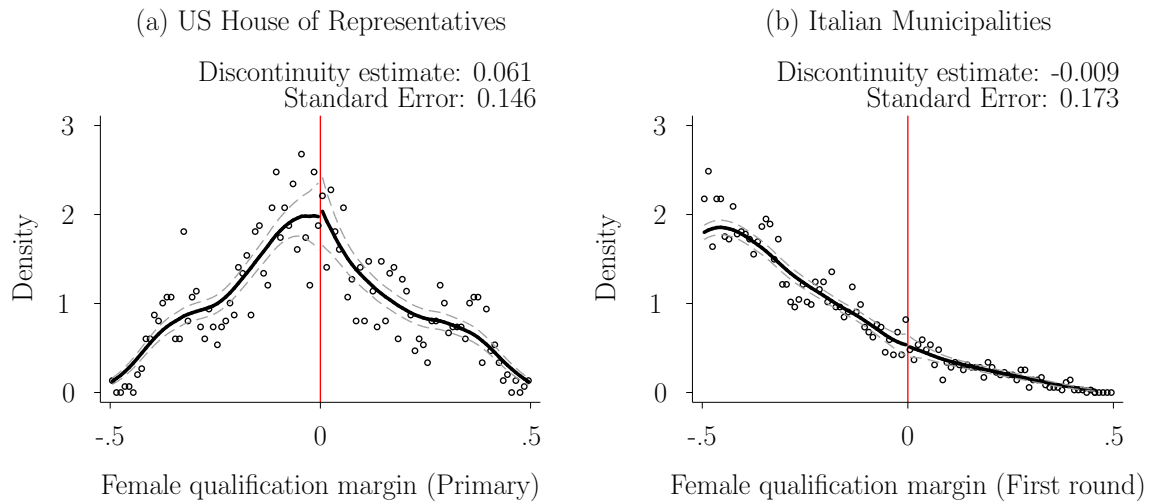 (a) US House of Representatives
Discontinuity estimate: 0.061
Standard Error: 0.146
Density
3
2
1
0
-.5 0 .5
Female qualification margin (Primary)
(b) Italian Municipalities
Discontinuity estimate: -0.009
Standard Error: 0.173
Density
3
2
1
0
-.5 0 .5
Female qualification margin (First round)